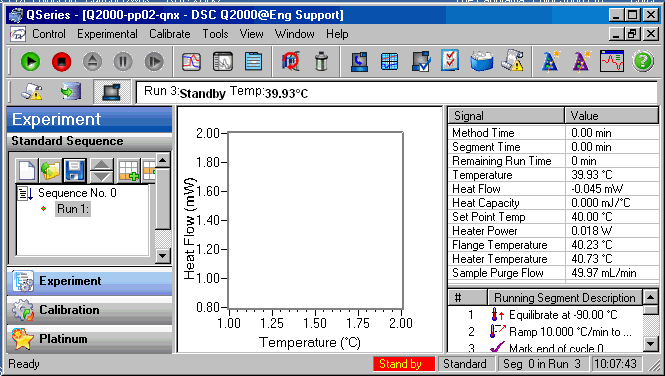 QSeries - [Q2000-pp02-qnx - DSC Q2000@Eng Support]
Control Experimental Calibrate Tools View Window Help
Run 3: Standby Temp: 39.93°C
Experiment
Standard Sequence
Sequence No. 0
Run 1:
Experiment
Calibration
Platinum
2.00
1.80
1.60
1.40
1.20
1.00
0.80
Heat Flow (mW)
1.00 1.20 1.40 1.60 1.80 2.00
Temperature (°C)
Signal Value
Method Time 0.00 min
Segment Time 0.00 min
Remaining Run Time 0 min
Temperature 39.93 °C
Heat Flow -0.045 mW
Heat Capacity 0.000 mJ/°C
Set Point Temp 40.00 °C
Heater Power 0.018 W
Flange Temperature 40.23 °C
Heater Temperature 40.73 °C
Sample Purge Flow 49.97 mL/min
# Running Segment Description
1 Equilibrate at -90.00 °C
2 Ramp 10.000 °C/min to ...
3 Mark end of cycle 0
Ready Stand by Standard Seg 0 in Run 3 10:07:43